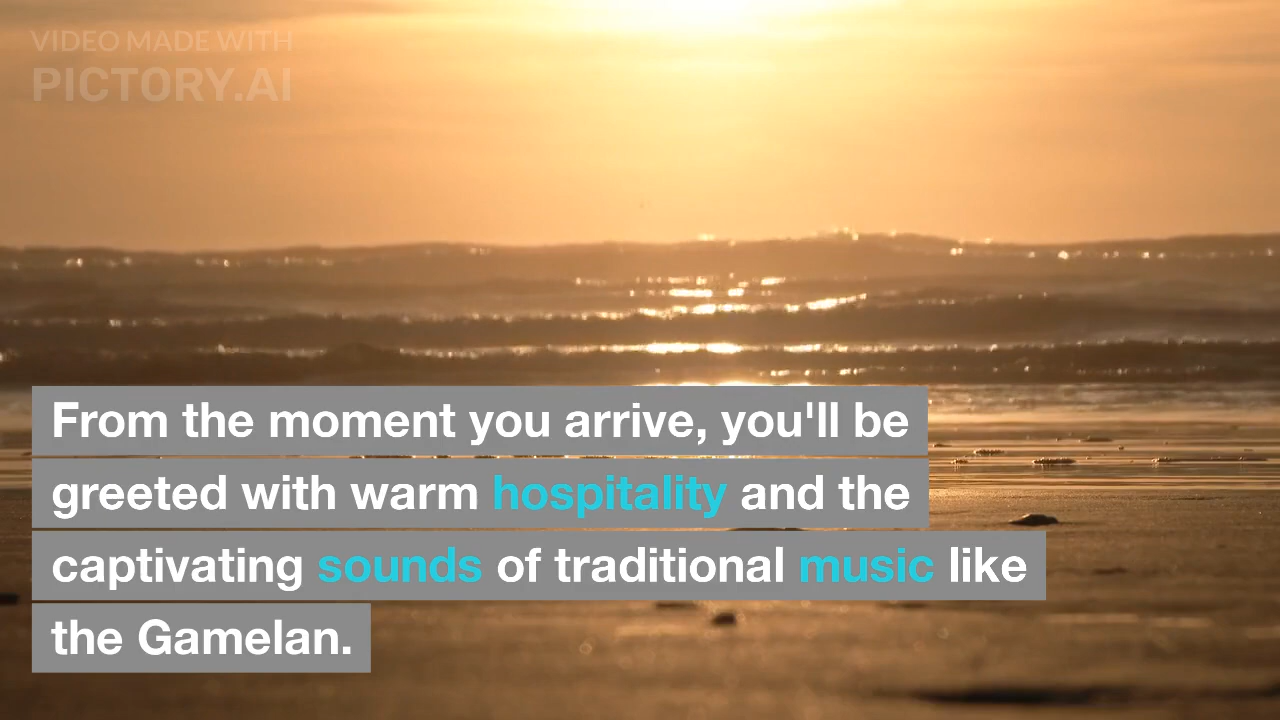 VIDEO MADE WITH
PICTORY.AI
From the moment you arrive, you'll be
greeted with warm hospitality and the
captivating sounds of traditional music like
the Gamelan.